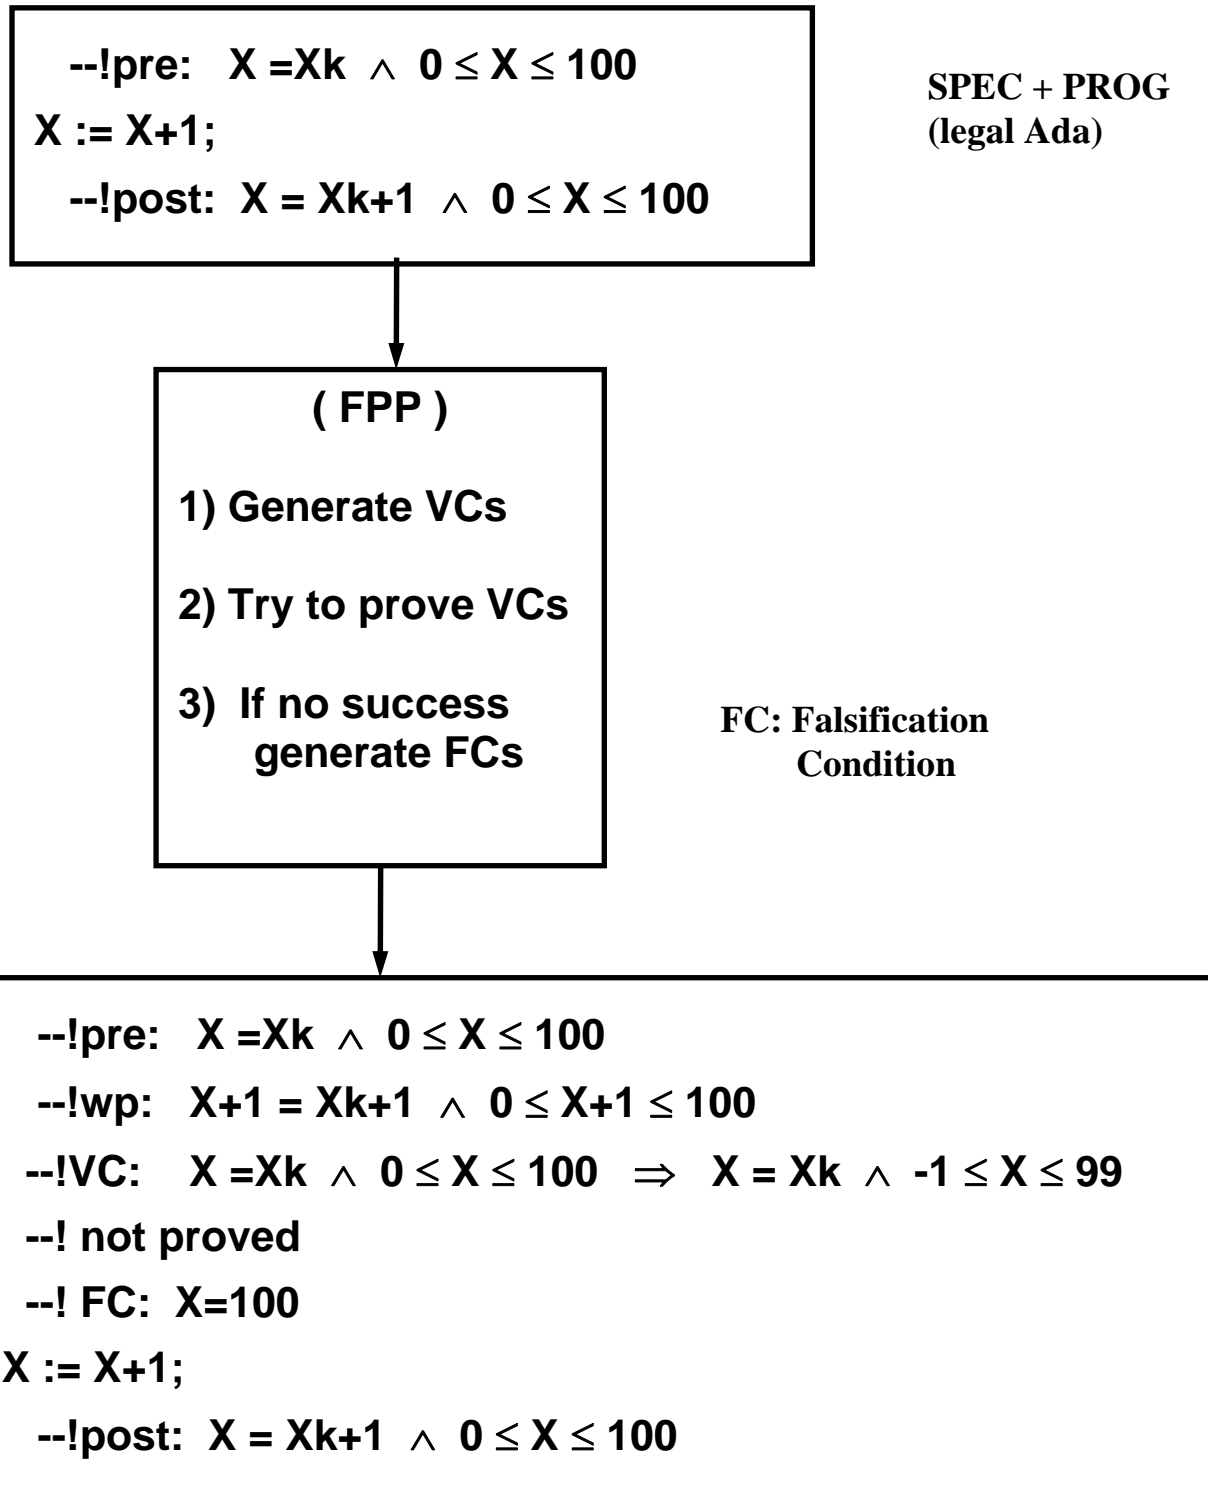 --!pre: X =Xk ∧ 0 ≤ X ≤ 100
X := X+1;
--!post: X = Xk+1 ∧ 0 ≤ X ≤ 100
SPEC + PROG
(legal Ada)
( FPP )
1) Generate VCs
2) Try to prove VCs
3) If no success
generate FCs
FC: Falsification
Condition
--!pre: X =Xk ∧ 0 ≤ X ≤ 100
--!wp: X+1 = Xk+1 ∧ 0 ≤ X+1 ≤ 100
--!VC: X =Xk ∧ 0 ≤ X ≤ 100 ⇒ X = Xk ∧ -1 ≤ X ≤ 99
--! not proved
--! FC: X=100
X := X+1;
--!post: X = Xk+1 ∧ 0 ≤ X ≤ 100